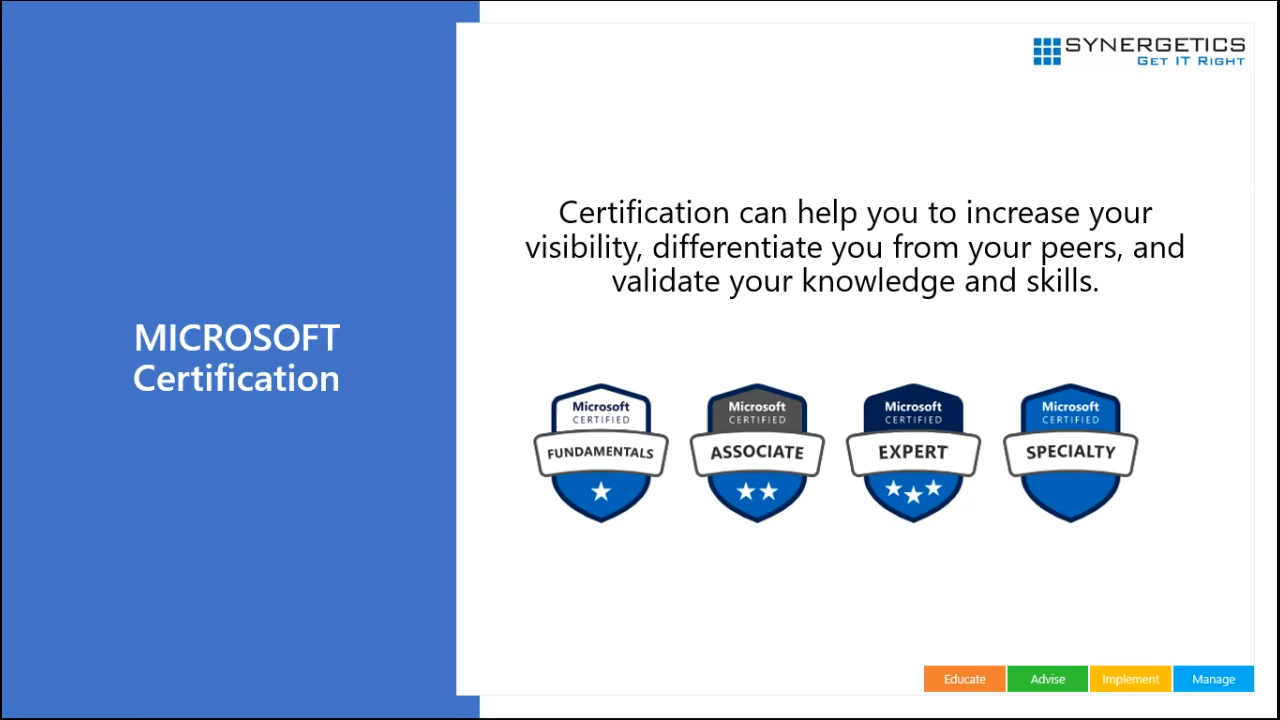 SYNERGETICS
GET IT RIGHT
Certification can help you to increase your
visibility, differentiate you from your peers, and
validate your knowledge and skills.
MICROSOFT
Certification
Microsoft
CERTIFIED
FUNDAMENTALS
Microsoft
CERTIFIED
ASSOCIATE
Microsoft
CERTIFIED
EXPERT
Microsoft
CERTIFIED
SPECIALTY
Educate
Advise
Implement
Manage